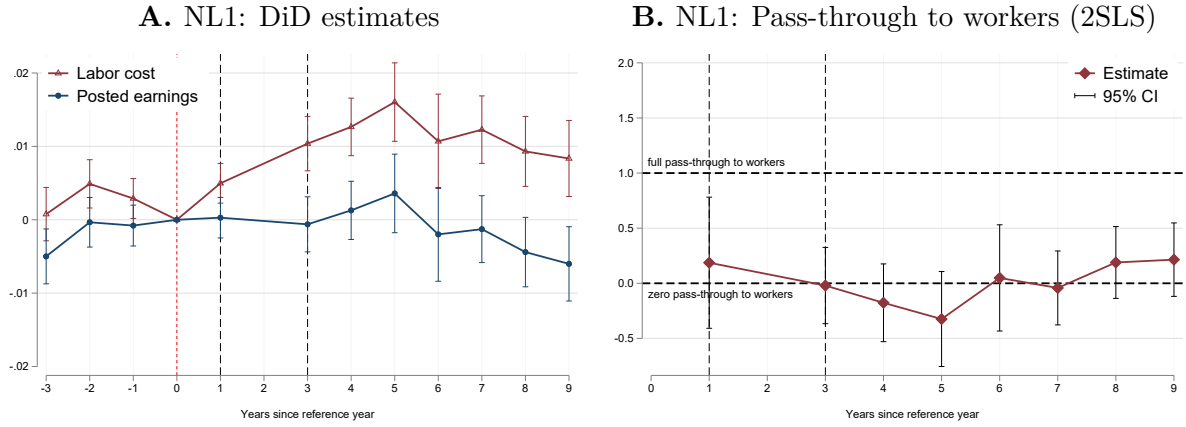 A. NL1: DiD estimates
Labor cost
Posted earnings
.02
.01
0
-.01
-.02
-3 -2 -1 0 1 2 3 4 5 6 7 8 9
Years since reference year
B. NL1: Pass-through to workers (2SLS)
Estimate
95% CI
2.0
1.5
full pass-through to workers
1.0
0.5
0.0
zero pass-through to workers
-0.5
0 1 2 3 4 5 6 7 8 9
Years since reference year